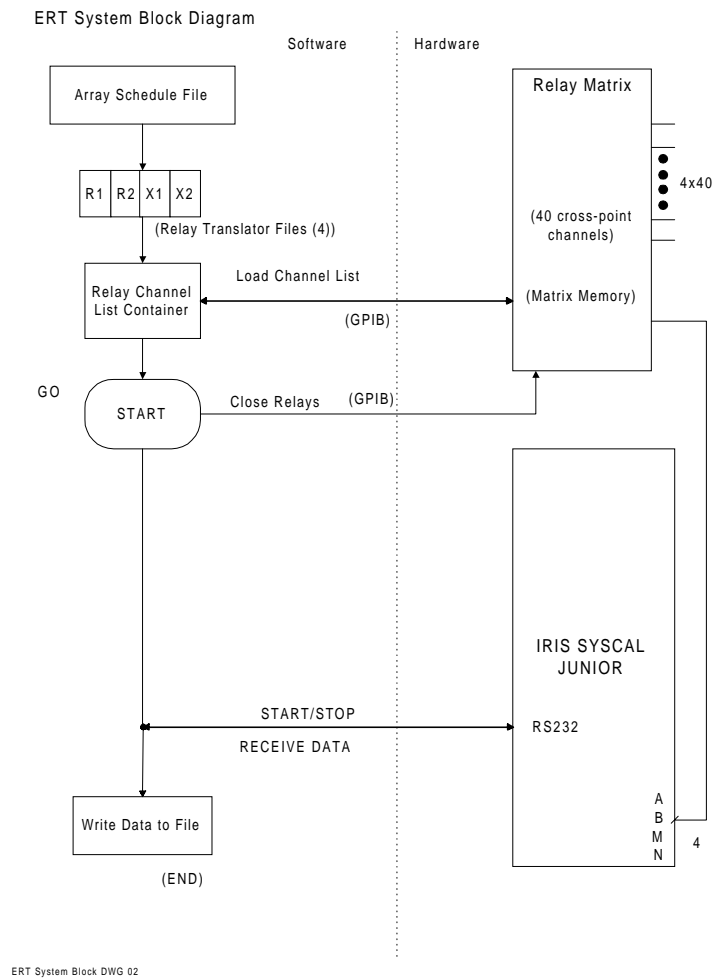 ERT System Block Diagram
Software
Hardware
Array Schedule File
Relay Matrix
R1 R2 X1 X2
4x40
(Relay Translator Files (4))
(40 cross-point
channels)
Load Channel List
Relay Channel
List Container
(Matrix Memory)
(GPIB)
GO
START
Close Relays
(GPIB)
IRIS SYSCAL
JUNIOR
START/STOP
RS232
RECEIVE DATA
A
B
M
N
4
Write Data to File
(END)
ERT System Block DWG 02